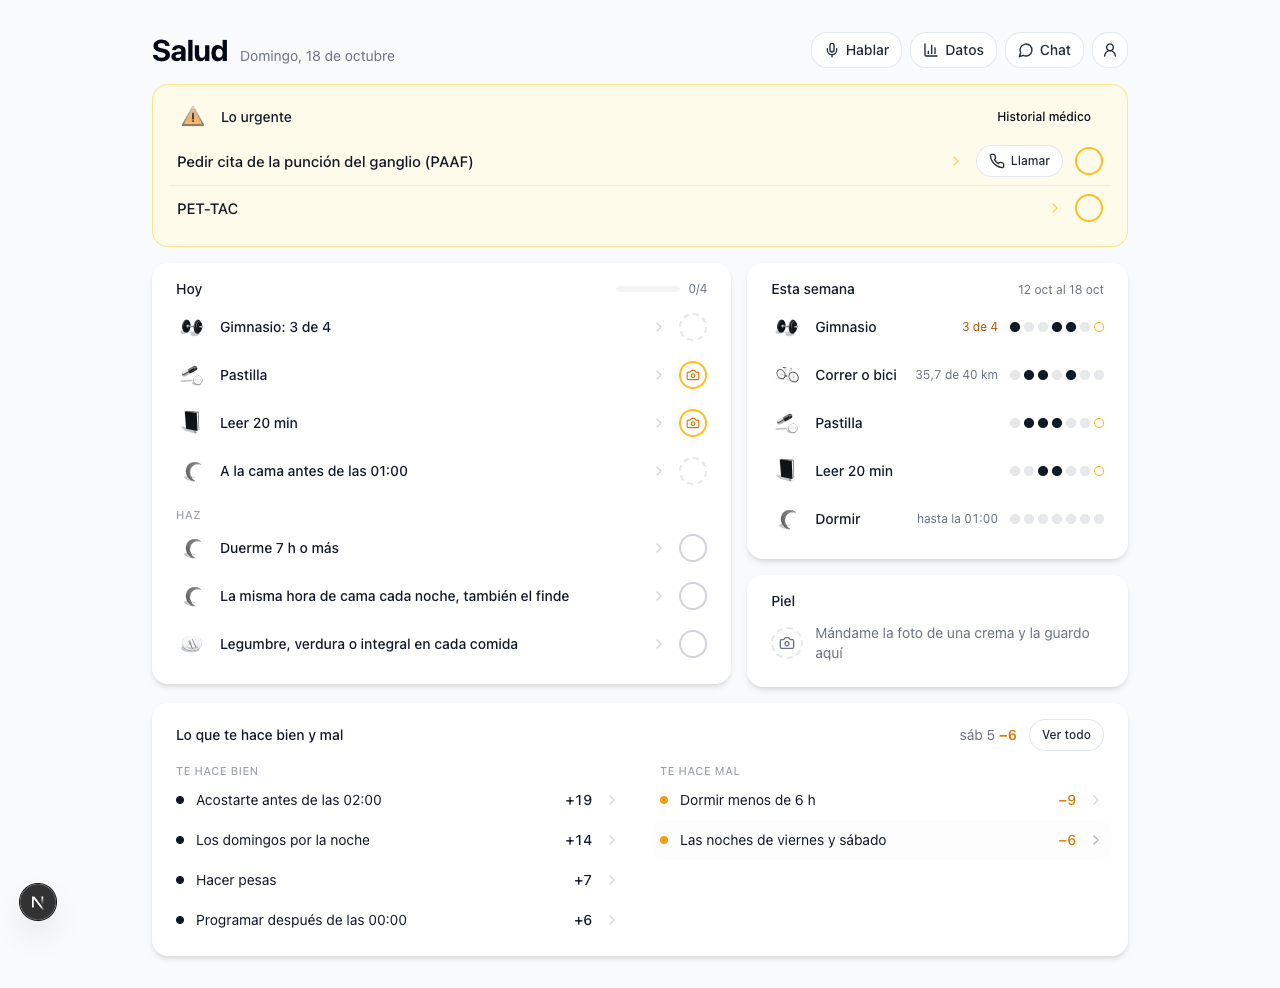 Salud
Domingo, 18 de octubre
Hablar
Datos
Chat
Lo urgente
Historial médico
Pedir cita de la punción del ganglio (PAAF)
Llamar
PET-TAC
Hoy
0/4
Gimnasio: 3 de 4
Pastilla
Leer 20 min
A la cama antes de las 01:00
HAZ
Duerme 7 h o más
La misma hora de cama cada noche, también el finde
Legumbre, verdura o integral en cada comida
Esta semana
12 oct al 18 oct
Gimnasio
3 de 4
Correr o bici
35,7 de 40 km
Pastilla
Leer 20 min
Dormir
hasta la 01:00
Piel
Mándame la foto de una crema y la guardo
aquí
Lo que te hace bien y mal
sáb 5 −6
Ver todo
TE HACE BIEN
Acostarte antes de las 02:00 +19
Los domingos por la noche +14
Hacer pesas +7
Programar después de las 00:00 +6
TE HACE MAL
Dormir menos de 6 h −9
Las noches de viernes y sábado −6
N